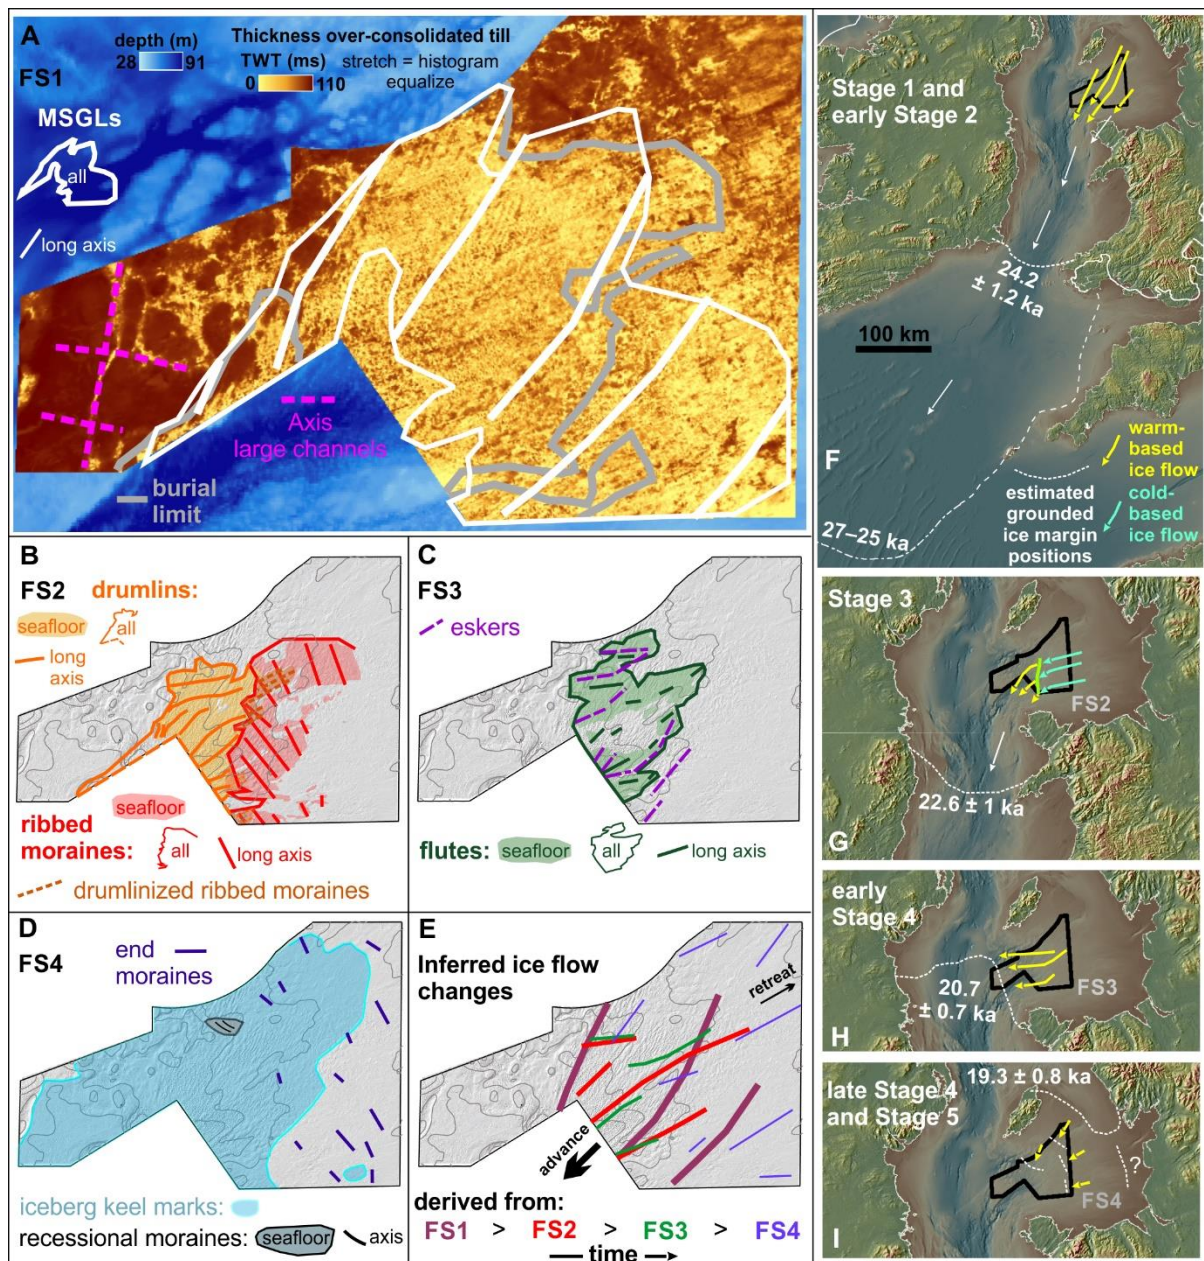 A
FS1
depth (m)
28 91
Thickness over-consolidated till
TWT (ms)
0 110
stretch = histogram
equalize
MSGLs
all
long axis
Axis
large channels
burial
limit
B
FS2
drumlins:
seafloor
all
long
axis
seafloor
ribbed
moraines:
all
long axis
drumlinized ribbed moraines
C
FS3
eskers
flutes:
seafloor
all
long axis
D
FS4
end
moraines
iceberg keel marks:
recessional moraines:
seafloor
axis
E
Inferred ice flow
changes
retreat
advance
derived from:
FS1 > FS2 > FS3 > FS4
time
Stage 1 and
early Stage 2
24.2
± 1.2 ka
100 km
F
warm-
based
ice flow
estimated
grounded
ice margin
positions
cold-
based
ice flow
27–25 ka
Stage 3
FS2
22.6 ± 1 ka
G
early
Stage 4
20.7
± 0.7 ka
FS3
H
19.3 ± 0.8 ka
late Stage 4
and Stage 5
?
FS4
I